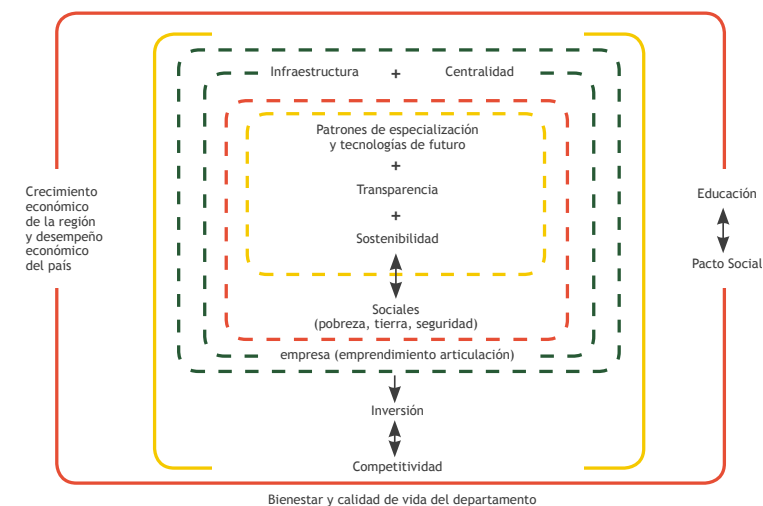 Infraestructura + Centralidad
Patrones de especialización
y tecnologías de futuro
+
Transparencia
+
Sostenibilidad
Crecimiento
económico
de la región
y desempeño
económico
del país
Educación
Pacto Social
Sociales
(pobreza, tierra, seguridad)
empresa (emprendimiento articulación)
Inversión
Competitividad
Bienestar y calidad de vida del departamento